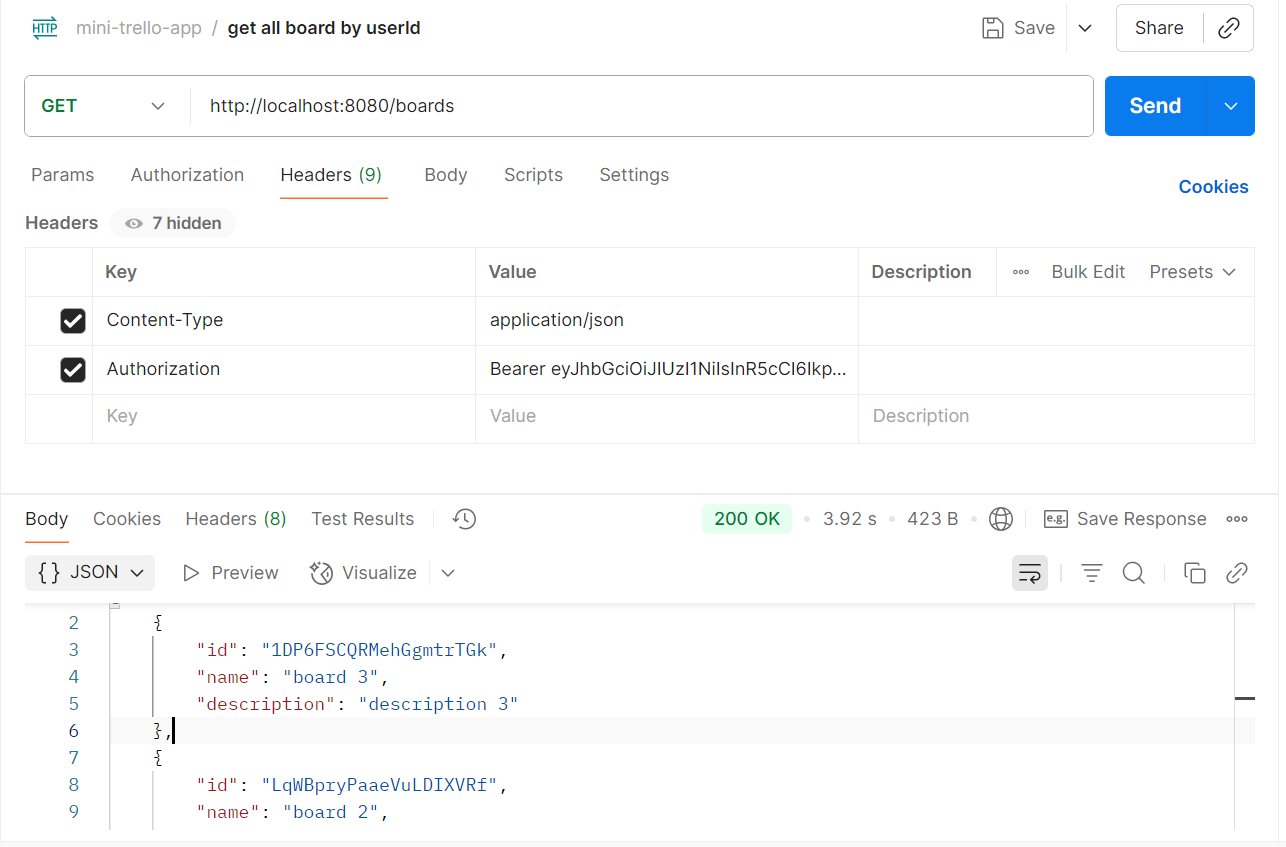 HTTP mini-trello-app / get all board by userId Save Share
GET http://localhost:8080/boards Send
Params Authorization Headers (9) Body Scripts Settings Cookies
Headers 7 hidden
Key Value Description Bulk Edit Presets
Content-Type application/json
Authorization Bearer eyJhbGciOiJIUzI1NiIsInR5cCI6Ikp...
Key Value Description
Body Cookies Headers (8) Test Results 200 OK • 3.92 s • 423 B • e.g. Save Response
{} JSON Preview Visualize
2 {
3 "id": "1DP6FSCQRMehGgmtrTGk",
4 "name": "board 3",
5 "description": "description 3"
6 },
7 {
8 "id": "LqWBpryPaaeVuLDIXVRf",
9 "name": "board 2",